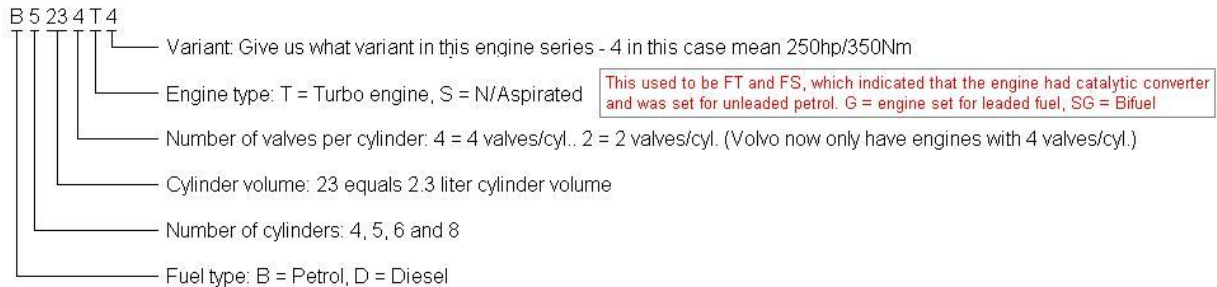 B 5 23 4 T 4
Variant: Give us what variant in this engine series - 4 in this case mean 250hp/350Nm
Engine type: T = Turbo engine, S = N/Aspirated
This used to be FT and FS, which indicated that the engine had catalytic converter
and was set for unleaded petrol. G = engine set for leaded fuel, SG = Bifuel
Number of valves per cylinder: 4 = 4 valves/cyl.. 2 = 2 valves/cyl. (Volvo now only have engines with 4 valves/cyl.)
Cylinder volume: 23 equals 2.3 liter cylinder volume
Number of cylinders: 4, 5, 6 and 8
Fuel type: B = Petrol, D = Diesel